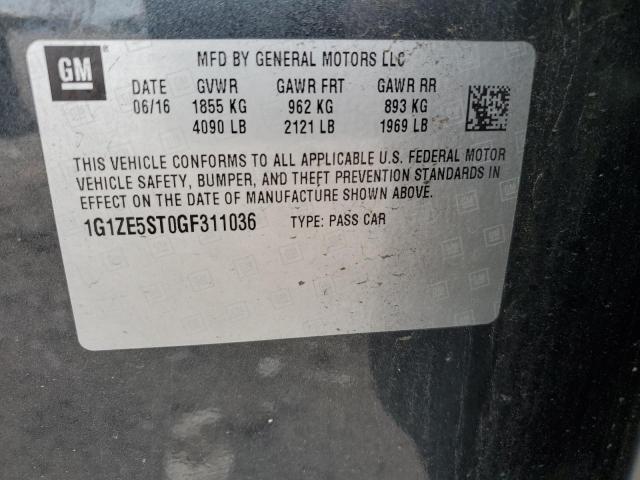 GM
MFD BY GENERAL MOTORS LLC
DATE GVWR GAWR FRT GAWR RR
06/16 1855 KG 962 KG 893 KG
4090 LB 2121 LB 1969 LB
THIS VEHICLE CONFORMS TO ALL APPLICABLE U.S. FEDERAL MOTOR
VEHICLE SAFETY, BUMPER, AND THEFT PREVENTION STANDARDS IN
EFFECT ON THE DATE OF MANUFACTURE SHOWN ABOVE.
1G1ZE5ST0GF311036 TYPE: PASS CAR